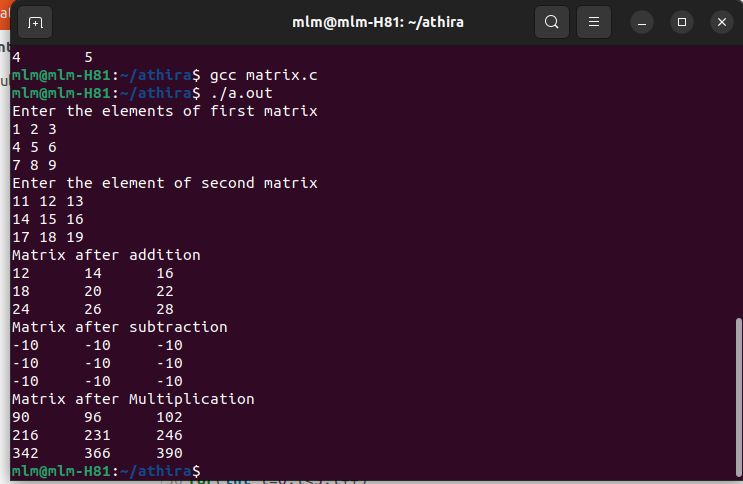 mlm@mlm-H81: ~/athira
4 5
mlm@mlm-H81:~/athira$ gcc matrix.c
mlm@mlm-H81:~/athira$ ./a.out
Enter the elements of first matrix
1 2 3
4 5 6
7 8 9
Enter the element of second matrix
11 12 13
14 15 16
17 18 19
Matrix after addition
12 14 16
18 20 22
24 26 28
Matrix after subtraction
-10 -10 -10
-10 -10 -10
-10 -10 -10
Matrix after Multiplication
90 96 102
216 231 246
342 366 390
mlm@mlm-H81:~/athira$